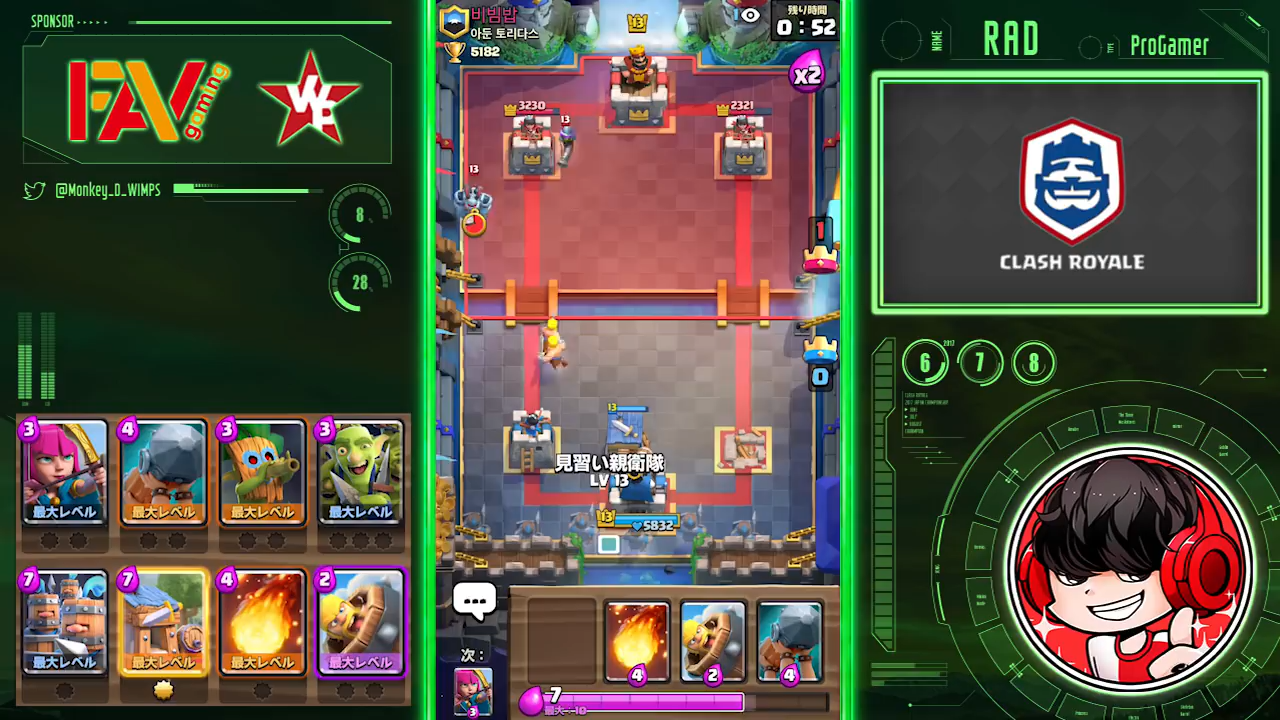 SPONSOR
FAV
gaming
WE
@Monkey_D_WIMPS
8
28
3
4
3
3
最大レベル
最大レベル
最大レベル
最大レベル
7
7
4
2
最大レベル
最大レベル
最大レベル
最大レベル
비빔밥
아둔 토리다스
5182
13
残り時間
0:52
x2
3230
2321
13
13
1
0
13
見習い親衛隊
LV.13
13
5832
次:
3
4
2
4
7
最大:10
NAME
RAD
ProGamer
CLASH ROYALE
6
2017
7
8